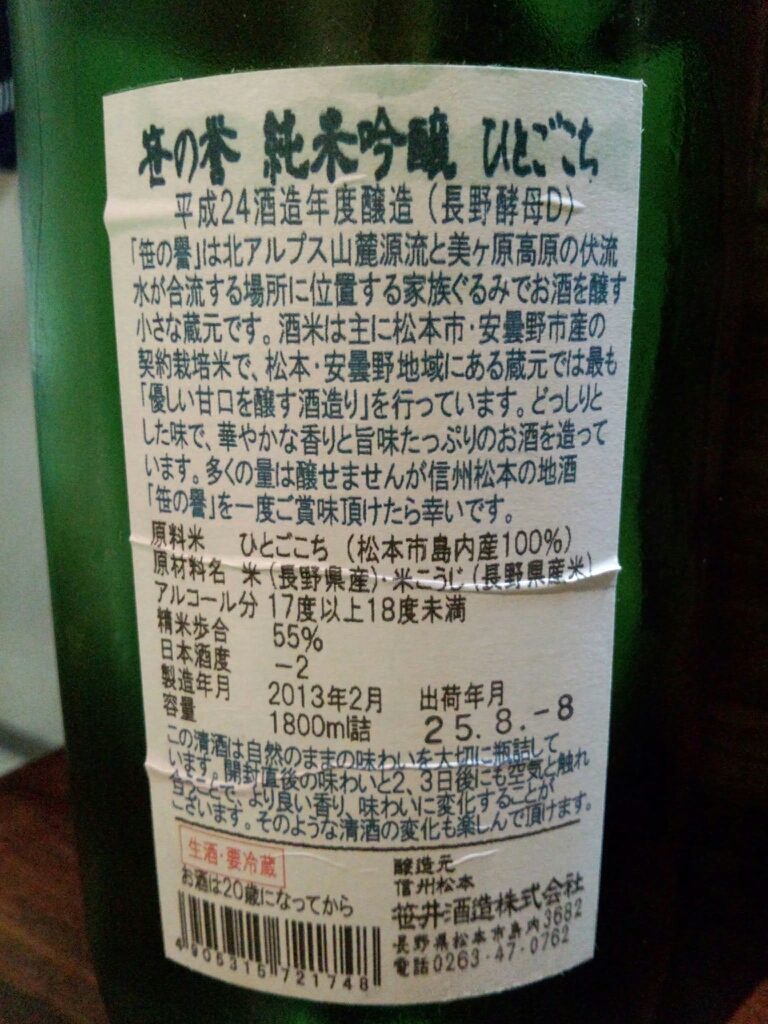 笹の誉 純米吟醸 ひとごこち
平成24酒造年度醸造(長野酵母D)
「笹の譽」は北アルプス山麓源流と美ヶ原高原の伏流
水が合流する場所に位置する家族ぐるみでお酒を醸す
小さな蔵元です。酒米は主に松本市・安曇野市産の
契約栽培米で、松本・安曇野地域にある蔵元では最も
「優しい甘口を醸す酒造り」を行っています。どっしりと
した味で、華やかな香りと旨味たっぷりのお酒を造って
います。多くの量は醸せませんが信州松本の地酒
「笹の譽」を一度ご賞味頂けたら幸いです。
原料米 ひとごこち (松本市島内産100%)
原材料名 米(長野県産)・米こうじ(長野県産米)
アルコール分 17度以上18度未満
精米歩合 55%
日本酒度 -2
製造年月 2013年2月 出荷年月
容量 1800ml詰 25.8.-8
この清酒は自然のままの味わいを大切に瓶詰して
います。開封直後の味わいと2、3日後にも空気と触れ
合うことで、より良い香り、味わいに変化することが
ございます。そのような清酒の変化も楽しんで頂けます。
生酒・要冷蔵
お酒は20歳になってから
4 905315 721748
醸造元
信州松本
笹井酒造株式会社
長野県松本市島内3682
電話0263-47-0762